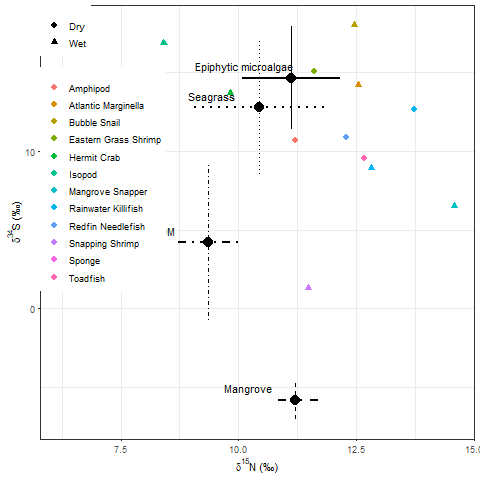 Dry
Wet
Amphipod
Atlantic Marginella
Bubble Snail
Eastern Grass Shrimp
Hermit Crab
Isopod
Mangrove Snapper
Rainwater Killifish
Redfin Needlefish
Snapping Shrimp
Sponge
Toadfish
Epiphytic microalgae
Seagrass
M
Mangrove
10
0
δ³⁴S (‰)
7.5 10.0 12.5 15.0
δ¹⁵N (‰)